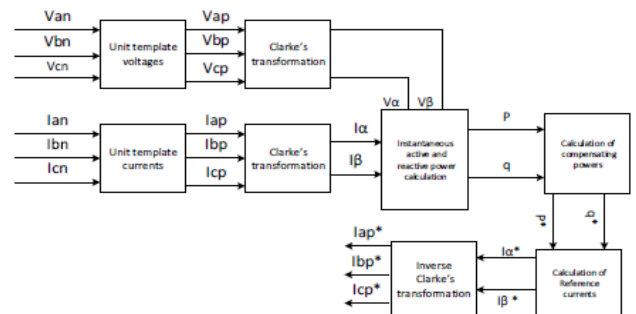 Van
Vbn
Vcn
Unit template
voltages
Vap
Vbp
Vcp
Clarke's
transformation
Ian
Ibn
Icn
Unit template
currents
Iap
Ibp
Icp
Clarke's
transformation
Iα
Iβ
Vα
Vβ
Instantaneous
active and
reactive power
calculation
P
q
Calculation of
compensating
powers
p*
q*
Calculation of
Reference
currents
Iα*
Iβ *
Inverse
Clarke's
transformation
Iap*
Ibp*
Icp*